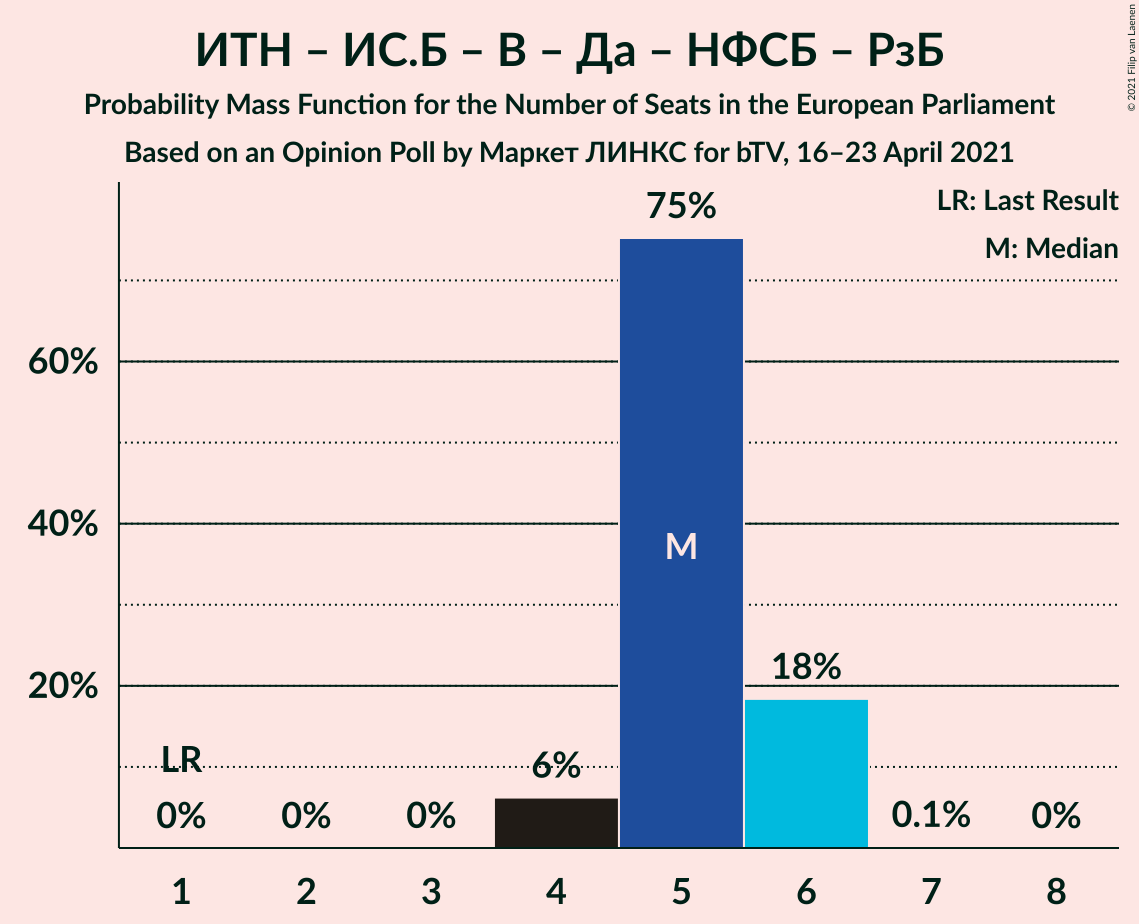 ИТН – ИС.Б – В – Да – НФСБ – РзБ
Probability Mass Function for the Number of Seats in the European Parliament
Based on an Opinion Poll by Маркет ЛИНКС for bTV, 16–23 April 2021
© 2021 Filip van Laenen
LR: Last Result
M: Median
75%
60%
40%
M
20%
18%
LR
6%
0%
0%
0%
0.1%
0%
1
2
3
4
5
6
7
8